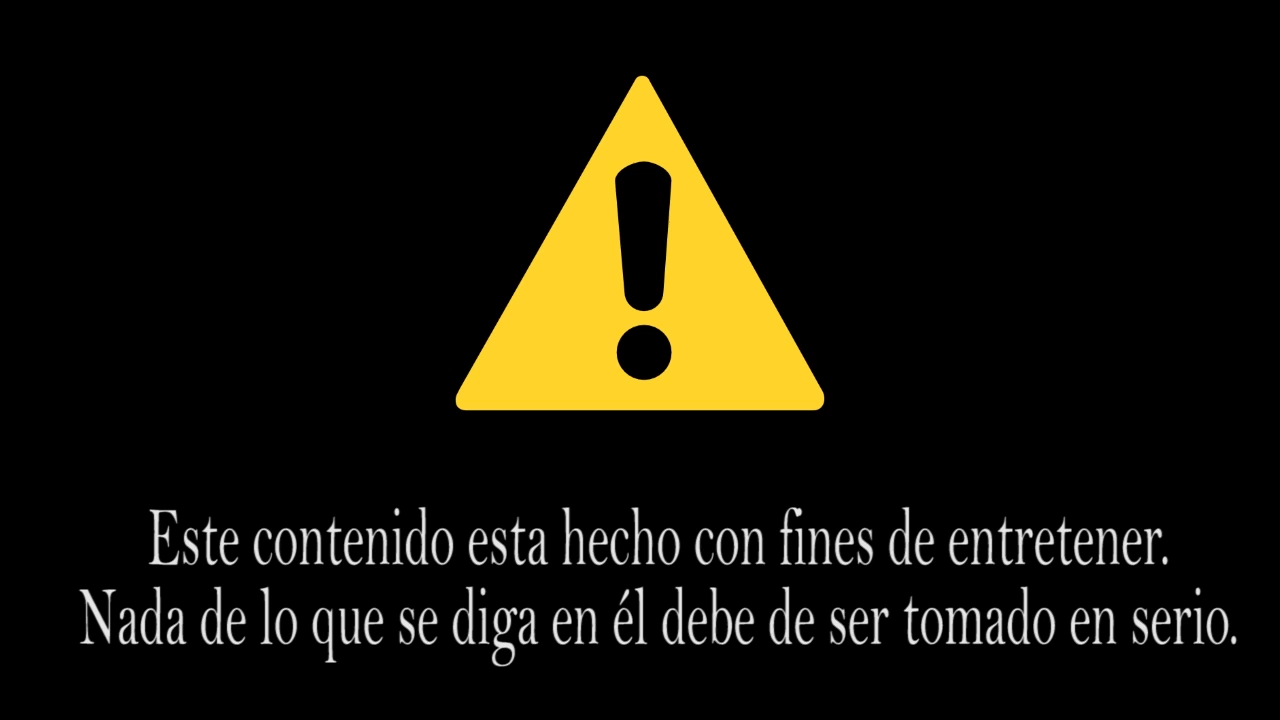 Este contenido esta hecho con fines de entretener.
Nada de lo que se diga en él debe de ser tomado en serio.